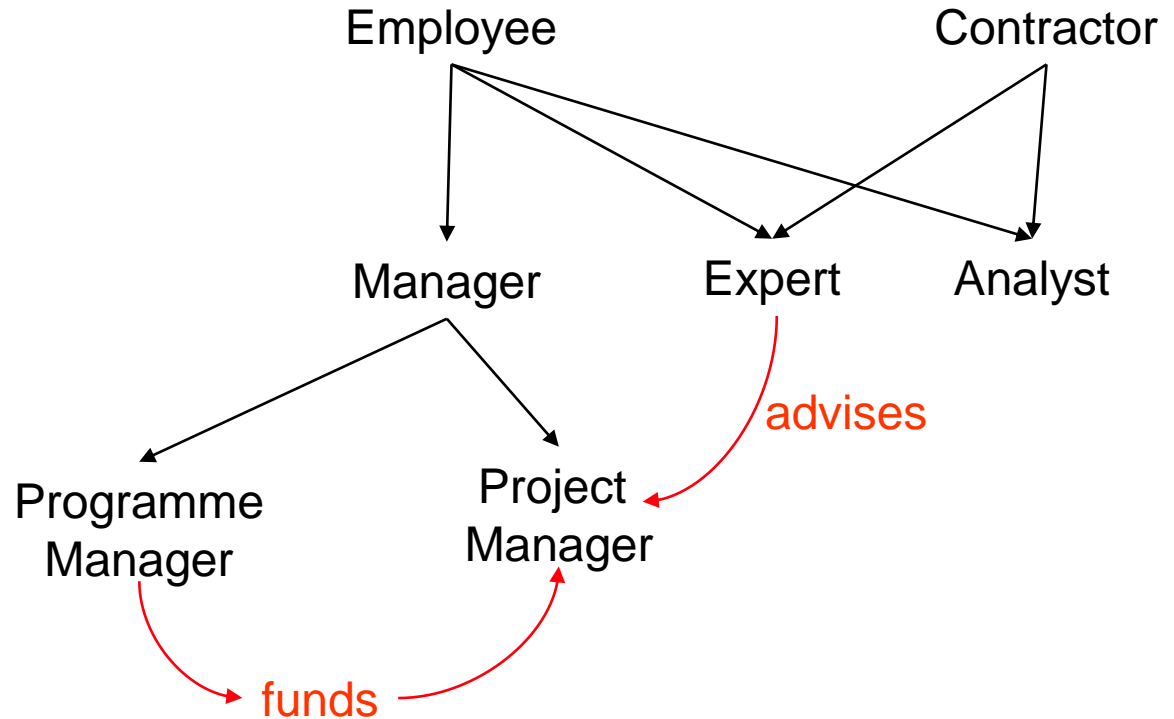 Employee
Contractor
Manager
Expert
Analyst
advises
Programme
Manager
Project
Manager
funds